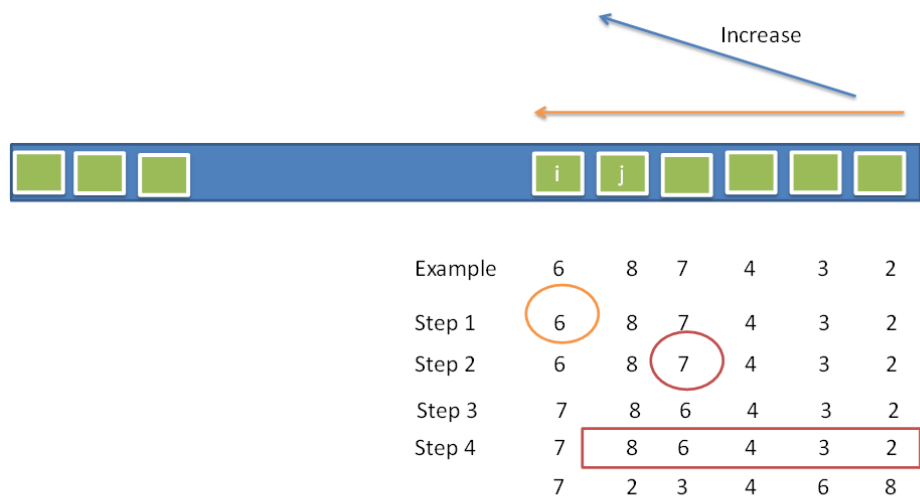 Increase
i j
Example 6 8 7 4 3 2
Step 1 6 8 7 4 3 2
Step 2 6 8 7 4 3 2
Step 3 7 8 6 4 3 2
Step 4 7 8 6 4 3 2
7 2 3 4 6 8